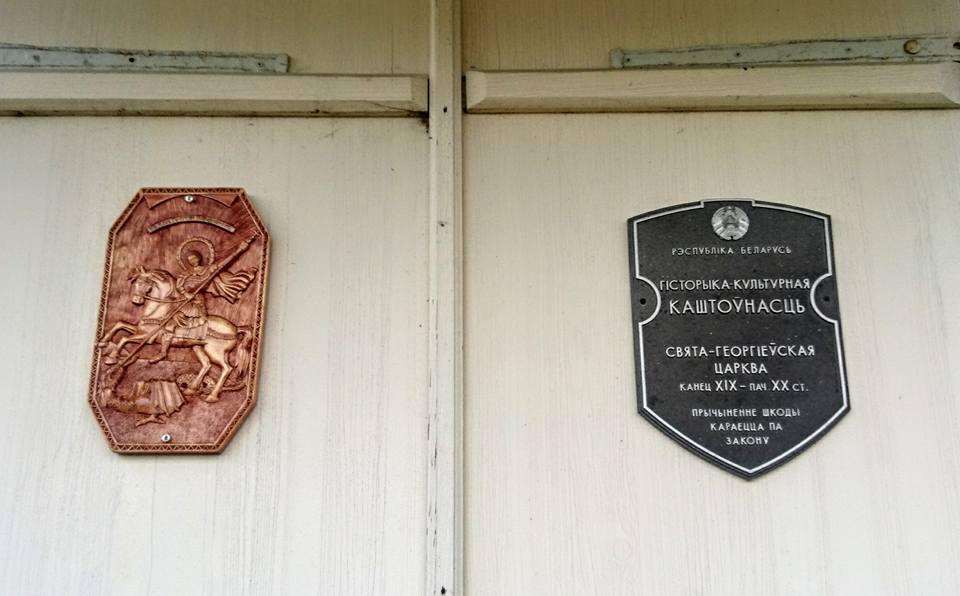 РЭСПУБЛІКА БЕЛАРУСЬ
ГІСТОРЫКА-КУЛЬТУРНАЯ
КАШТОЎНАСЦЬ
СВЯТА-ГЕОРГІЕЎСКАЯ
ЦАРКВА
КАНЕЦ XIX – ПАЧ. XX СТ.
ПРЫЧЫНЕННЕ ШКОДЫ
КАРАЕЦЦА ПА
ЗАКОНУ